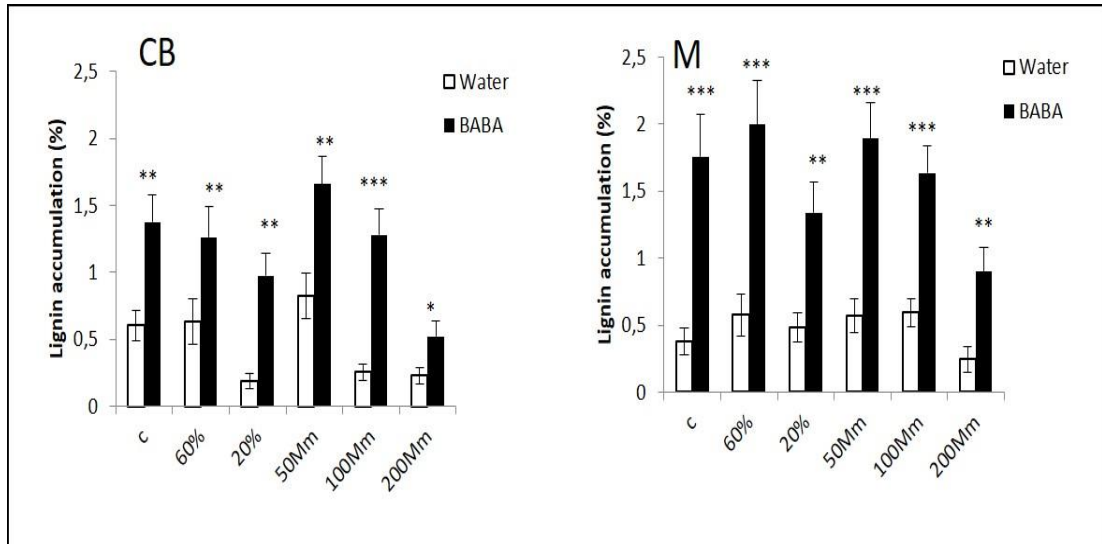 CB
Lignin accumulation (%)
2,5
2
1,5
1
0,5
0
Water
BABA
**
**
**
**
***
*
c
60%
20%
50Mm
100Mm
200Mm
M
Lignin accumulation (%)
2,5
2
1,5
1
0,5
0
Water
BABA
***
***
**
***
***
**
c
60%
20%
50Mm
100Mm
200Mm